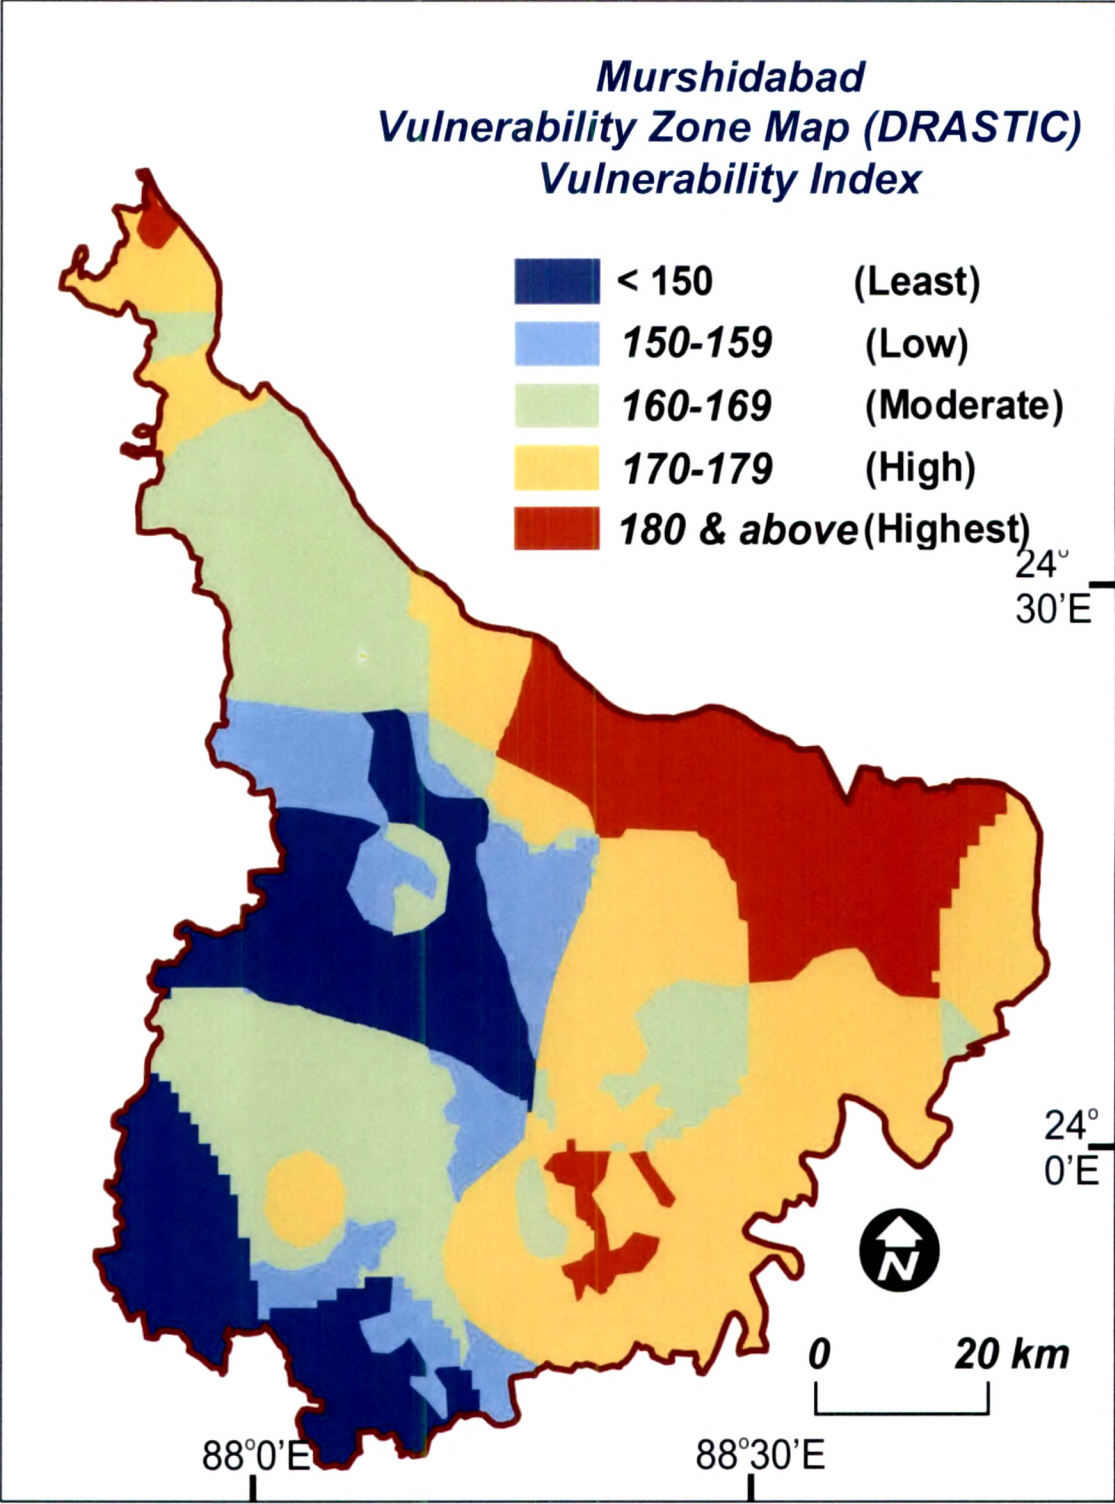 Murshidabad
Vulnerability Zone Map (DRASTIC)
Vulnerability Index
< 150 (Least)
150-159 (Low)
160-169 (Moderate)
170-179 (High)
180 & above (Highest)
24°
30'E
24°
0'E
N
0 20 km
88°0'E 88°30'E